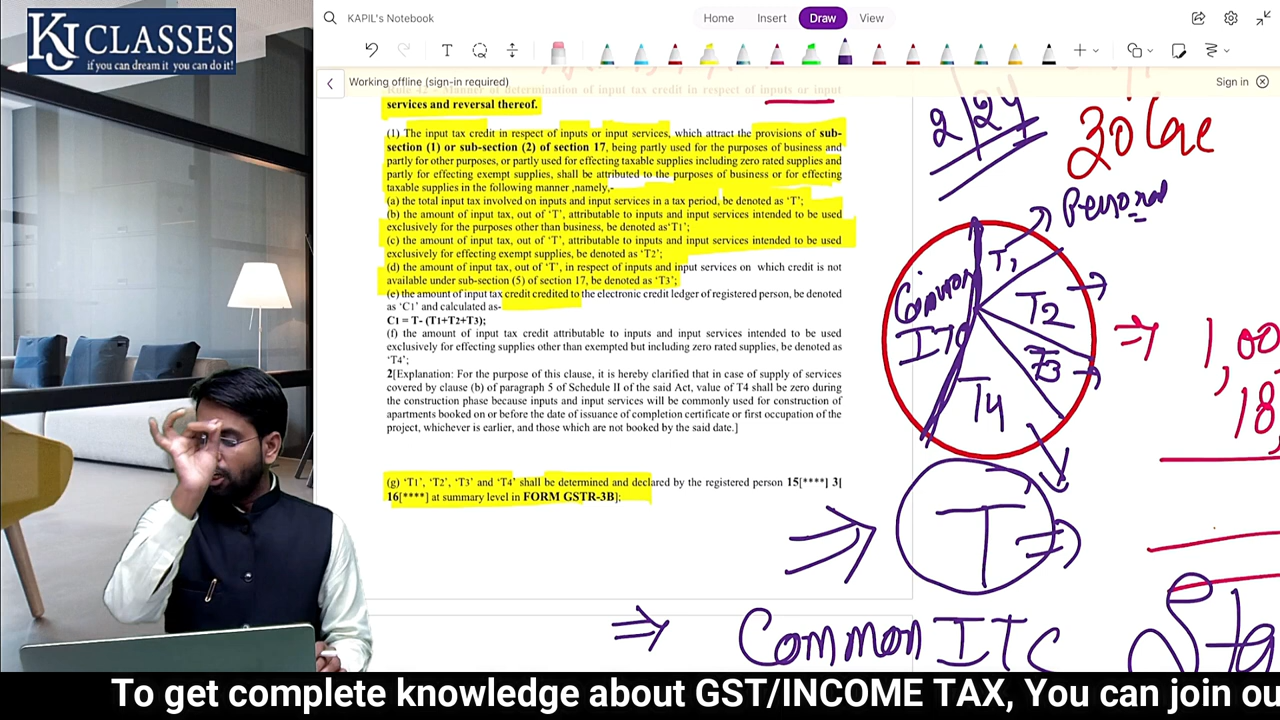 KJ CLASSES
if you can dream it you can do it!
KAPIL's Notebook
Home Insert Draw View
Working offline (sign-in required)
Sign in
Rule 42 - Manner of determination of input tax credit in respect of inputs or input
services and reversal thereof.
(1) The input tax credit in respect of inputs or input services, which attract the provisions of sub-
section (1) or sub-section (2) of section 17, being partly used for the purposes of business and
partly for other purposes, or partly used for effecting taxable supplies including zero rated supplies and
partly for effecting exempt supplies, shall be attributed to the purposes of business or for effecting
taxable supplies in the following manner ,namely,-
(a) the total input tax involved on inputs and input services in a tax period, be denoted as ‘T’;
(b) the amount of input tax, out of ‘T’, attributable to inputs and input services intended to be used
exclusively for the purposes other than business, be denoted as‘T1’;
(c) the amount of input tax, out of ‘T’, attributable to inputs and input services intended to be used
exclusively for effecting exempt supplies, be denoted as ‘T2’;
(d) the amount of input tax, out of ‘T’, in respect of inputs and input services on which credit is not
available under sub-section (5) of section 17, be denoted as ‘T3’;
(e) the amount of input tax credit credited to the electronic credit ledger of registered person, be denoted
as ‘C1’ and calculated as-
C1 = T- (T1+T2+T3);
(f) the amount of input tax credit attributable to inputs and input services intended to be used
exclusively for effecting supplies other than exempted but including zero rated supplies, be denoted as
‘T4’;
2[Explanation: For the purpose of this clause, it is hereby clarified that in case of supply of services
covered by clause (b) of paragraph 5 of Schedule II of the said Act, value of T4 shall be zero during
the construction phase because inputs and input services will be commonly used for construction of
apartments booked on or before the date of issuance of completion certificate or first occupation of the
project, whichever is earlier, and those which are not booked by the said date.]
(g) ‘T1’, ‘T2’, ‘T3’ and ‘T4’ shall be determined and declared by the registered person 15[****] 3[
16[****] at summary level in FORM GSTR-3B];
2/24
30 lac
Personal
T1
Common
ITC
T2
T3
T4
1,00
18,
T
Common ITC
To get complete knowledge about GST/INCOME TAX, You can join ou